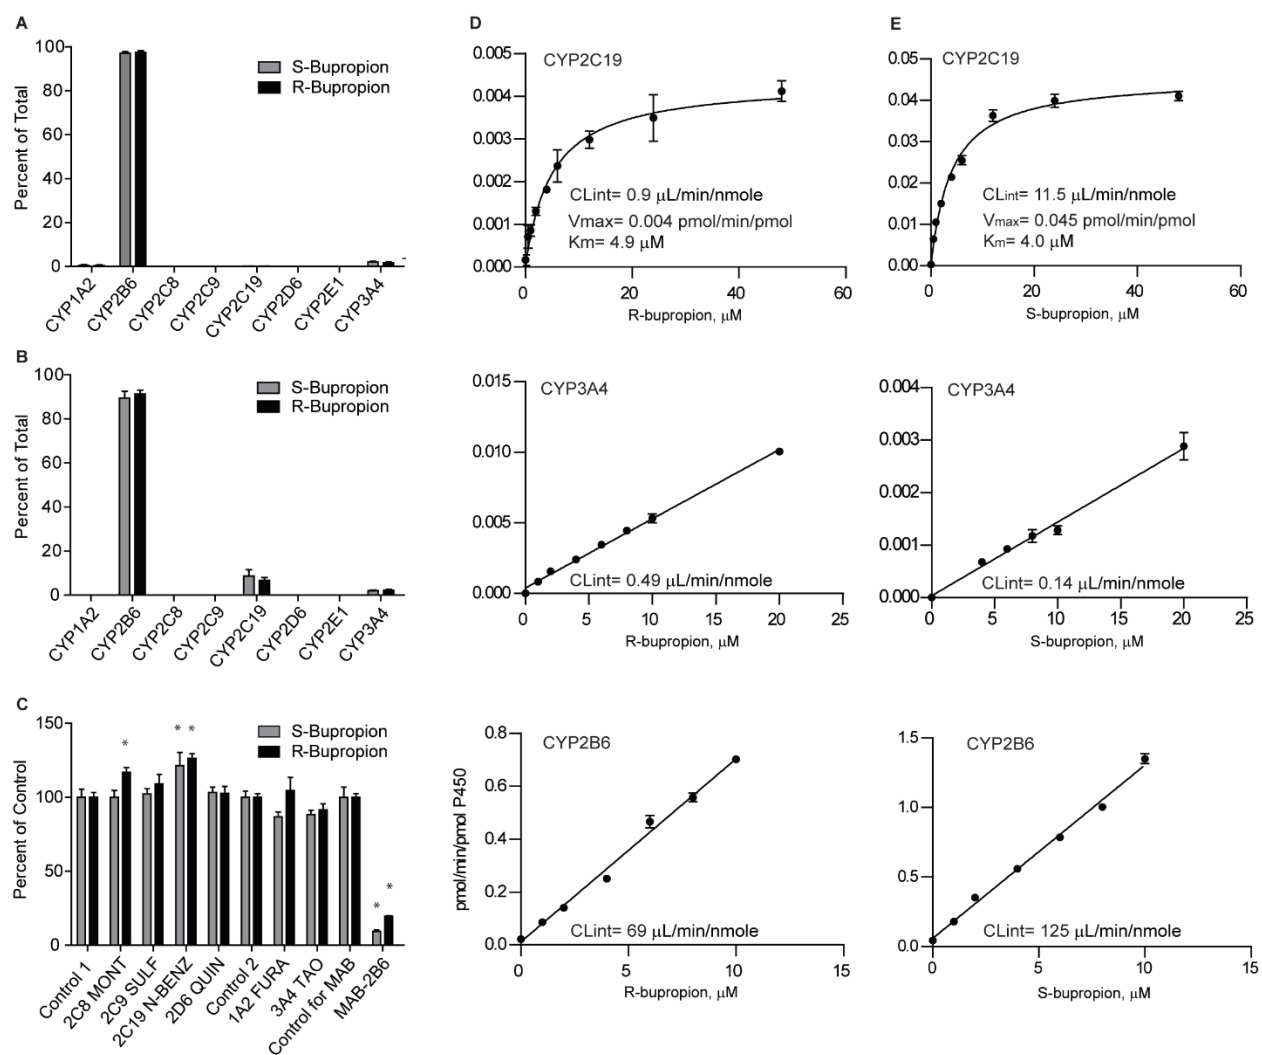 A
Percent of Total
100
80
60
40
20
0
S-Bupropion
R-Bupropion
CYP1A2
CYP2B6
CYP2C8
CYP2C9
CYP2C19
CYP2D6
CYP2E1
CYP3A4
B
Percent of Total
100
80
60
40
20
0
S-Bupropion
R-Bupropion
CYP1A2
CYP2B6
CYP2C8
CYP2C9
CYP2C19
CYP2D6
CYP2E1
CYP3A4
C
Percent of Control
150
100
50
0
S-Bupropion
R-Bupropion
*
* *
*
*
Control 1
2C8 MONT
2C9 SULF
2C19 N-BENZ
2D6 QUIN
Control 2
1A2 FURA
3A4 TAO
Control for MAB
MAB-2B6
D
CYP2C19
0.005
0.004
0.003
0.002
0.001
0.000
CLint= 0.9 μL/min/nmole
Vmax= 0.004 pmol/min/pmol
Km= 4.9 μM
0 20 40 60
R-bupropion, μM
CYP3A4
0.015
0.010
0.005
0.000
CLint= 0.49 μL/min/nmole
0 5 10 15 20 25
R-bupropion, μM
CYP2B6
pmol/min/pmol P450
0.8
0.6
0.4
0.2
0.0
CLint= 69 μL/min/nmole
0 5 10 15
R-bupropion, μM
E
CYP2C19
0.05
0.04
0.03
0.02
0.01
0.00
CLint= 11.5 μL/min/nmole
Vmax= 0.045 pmol/min/pmol
Km= 4.0 μM
0 20 40 60
S-bupropion, μM
CYP3A4
0.004
0.003
0.002
0.001
0.000
CLint= 0.14 μL/min/nmole
0 5 10 15 20 25
S-bupropion, μM
CYP2B6
1.5
1.0
0.5
0.0
CLint= 125 μL/min/nmole
0 5 10 15
S-bupropion, μM